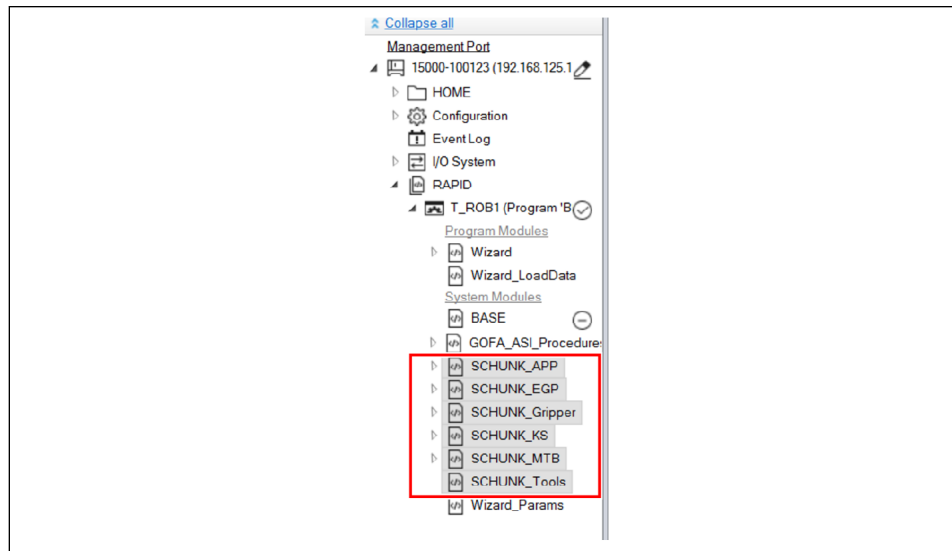 Collapse all
Management Port
15000-100123 (192.168.125.1
HOME
Configuration
Event Log
I/O System
RAPID
T_ROB1 (Program 'B
Program Modules
Wizard
Wizard_LoadData
System Modules
BASE
GOFA_ASI_Procedures
SCHUNK_APP
SCHUNK_EGP
SCHUNK_Gripper
SCHUNK_KS
SCHUNK_MTB
SCHUNK_Tools
Wizard_Params